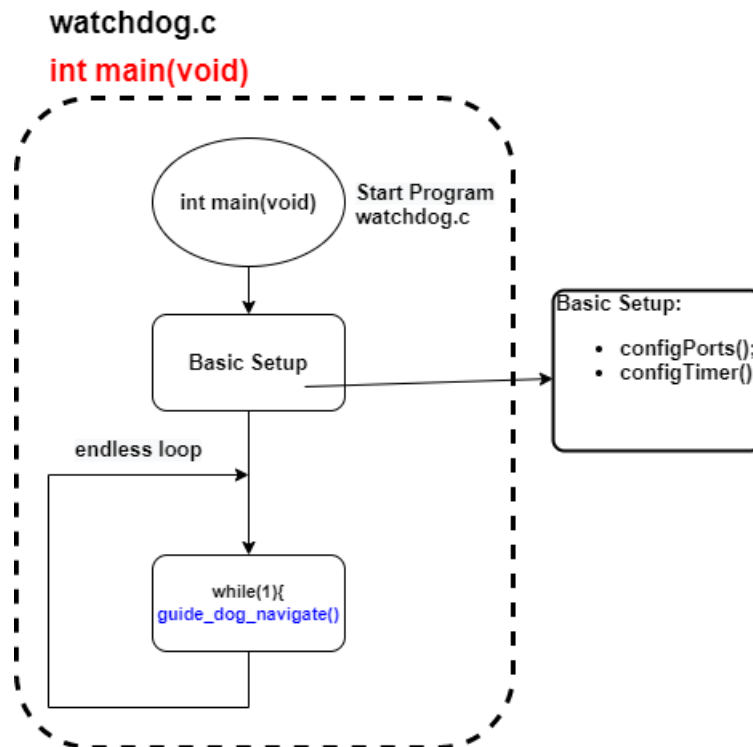 watchdog.c
int main(void)
int main(void)
Start Program
watchdog.c
Basic Setup
Basic Setup:
• configPorts();
• configTimer()
endless loop
while(1){
guide_dog_navigate()